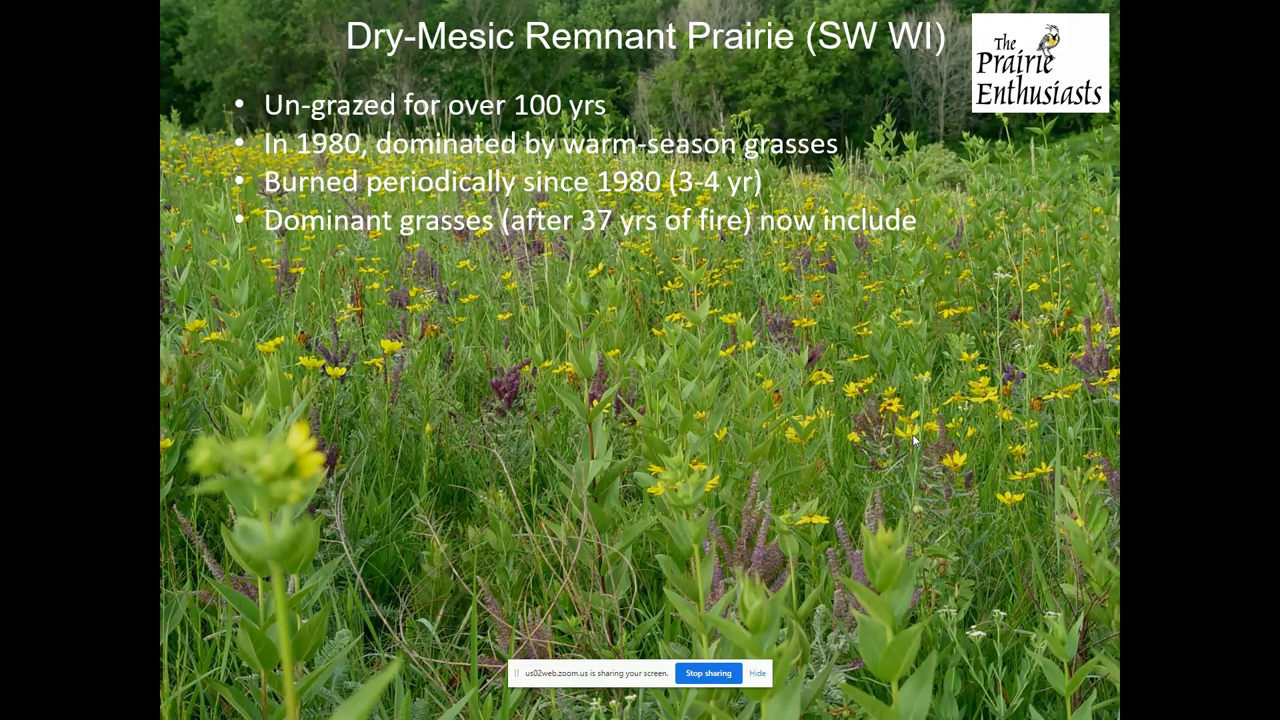 Dry-Mesic Remnant Prairie (SW WI)
The
Prairie
Enthusiasts
• Un-grazed for over 100 yrs
• In 1980, dominated by warm-season grasses
• Burned periodically since 1980 (3-4 yr)
• Dominant grasses (after 37 yrs of fire) now include
us02web.zoom.us is sharing your screen. Stop sharing Hide